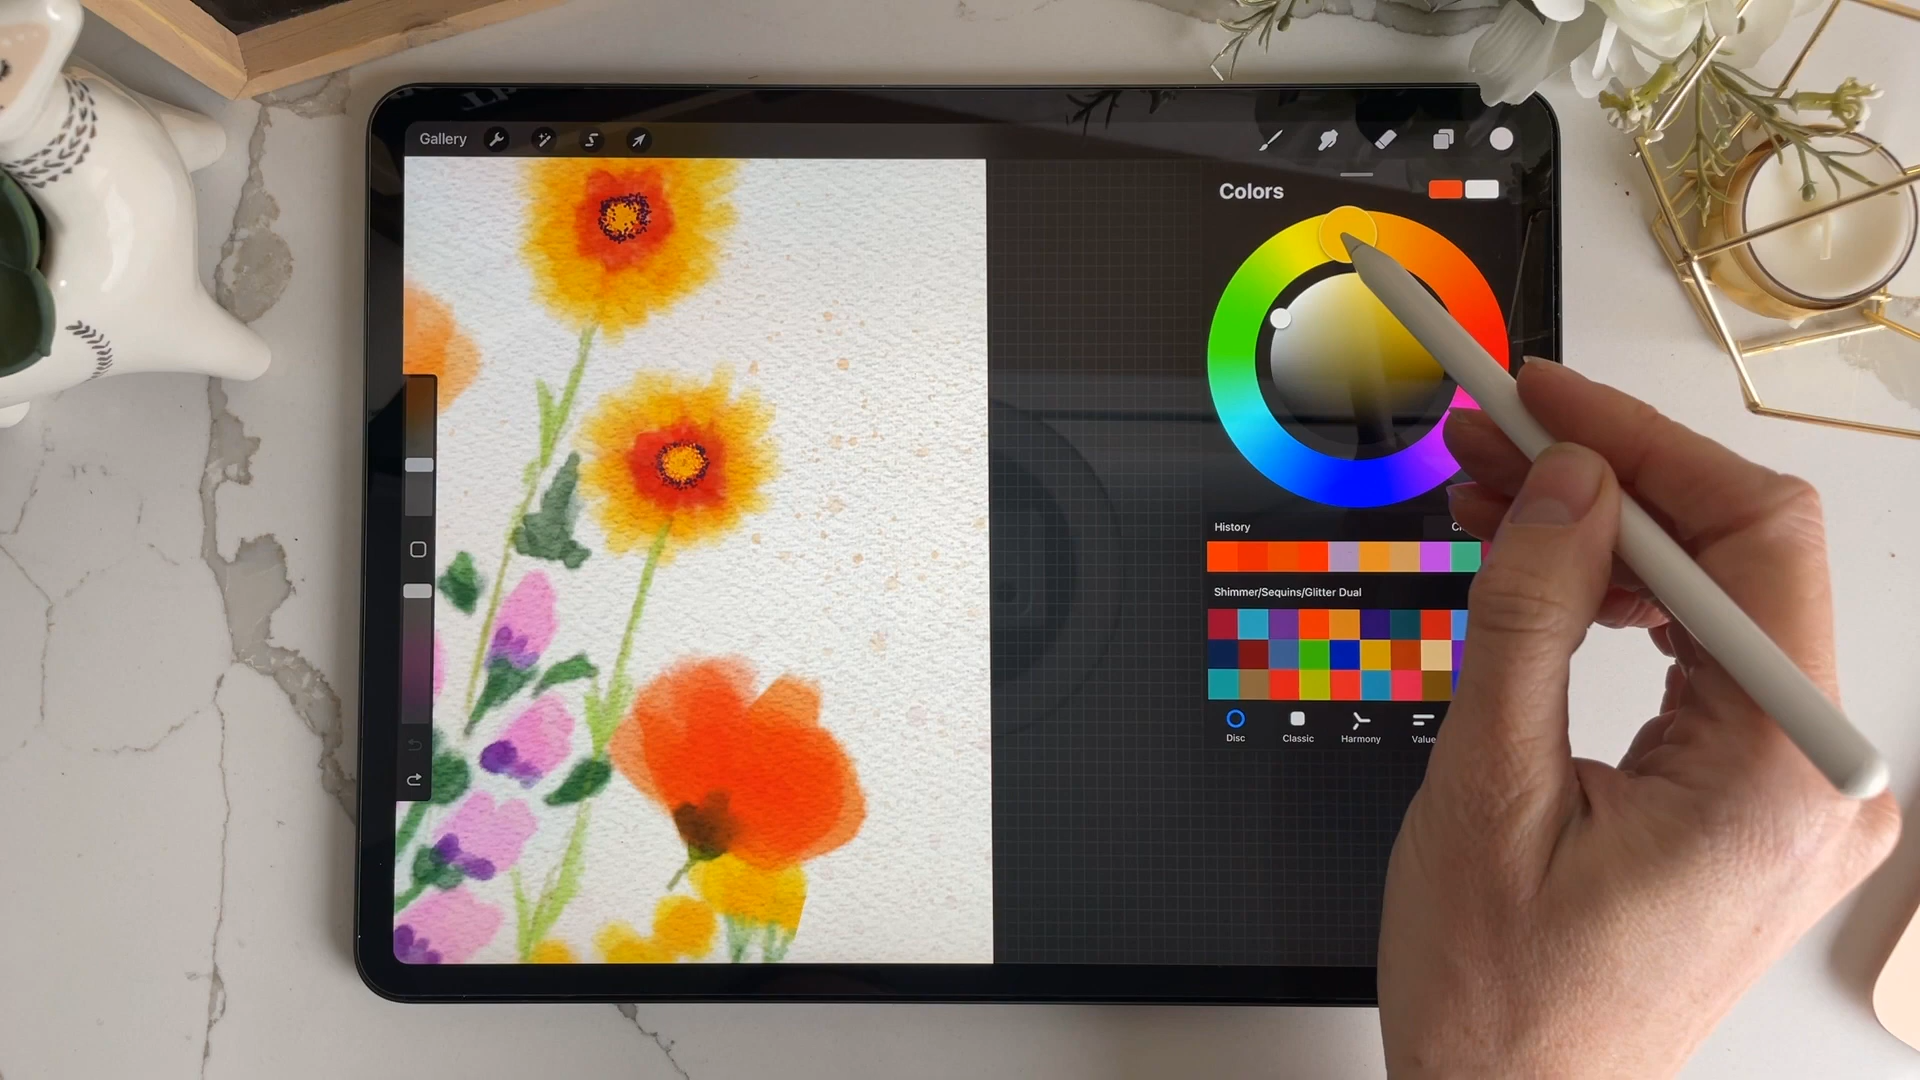 Gallery
Colors
History
Shimmer/Sequins/Glitter Dual
Disc
Classic
Harmony
Value